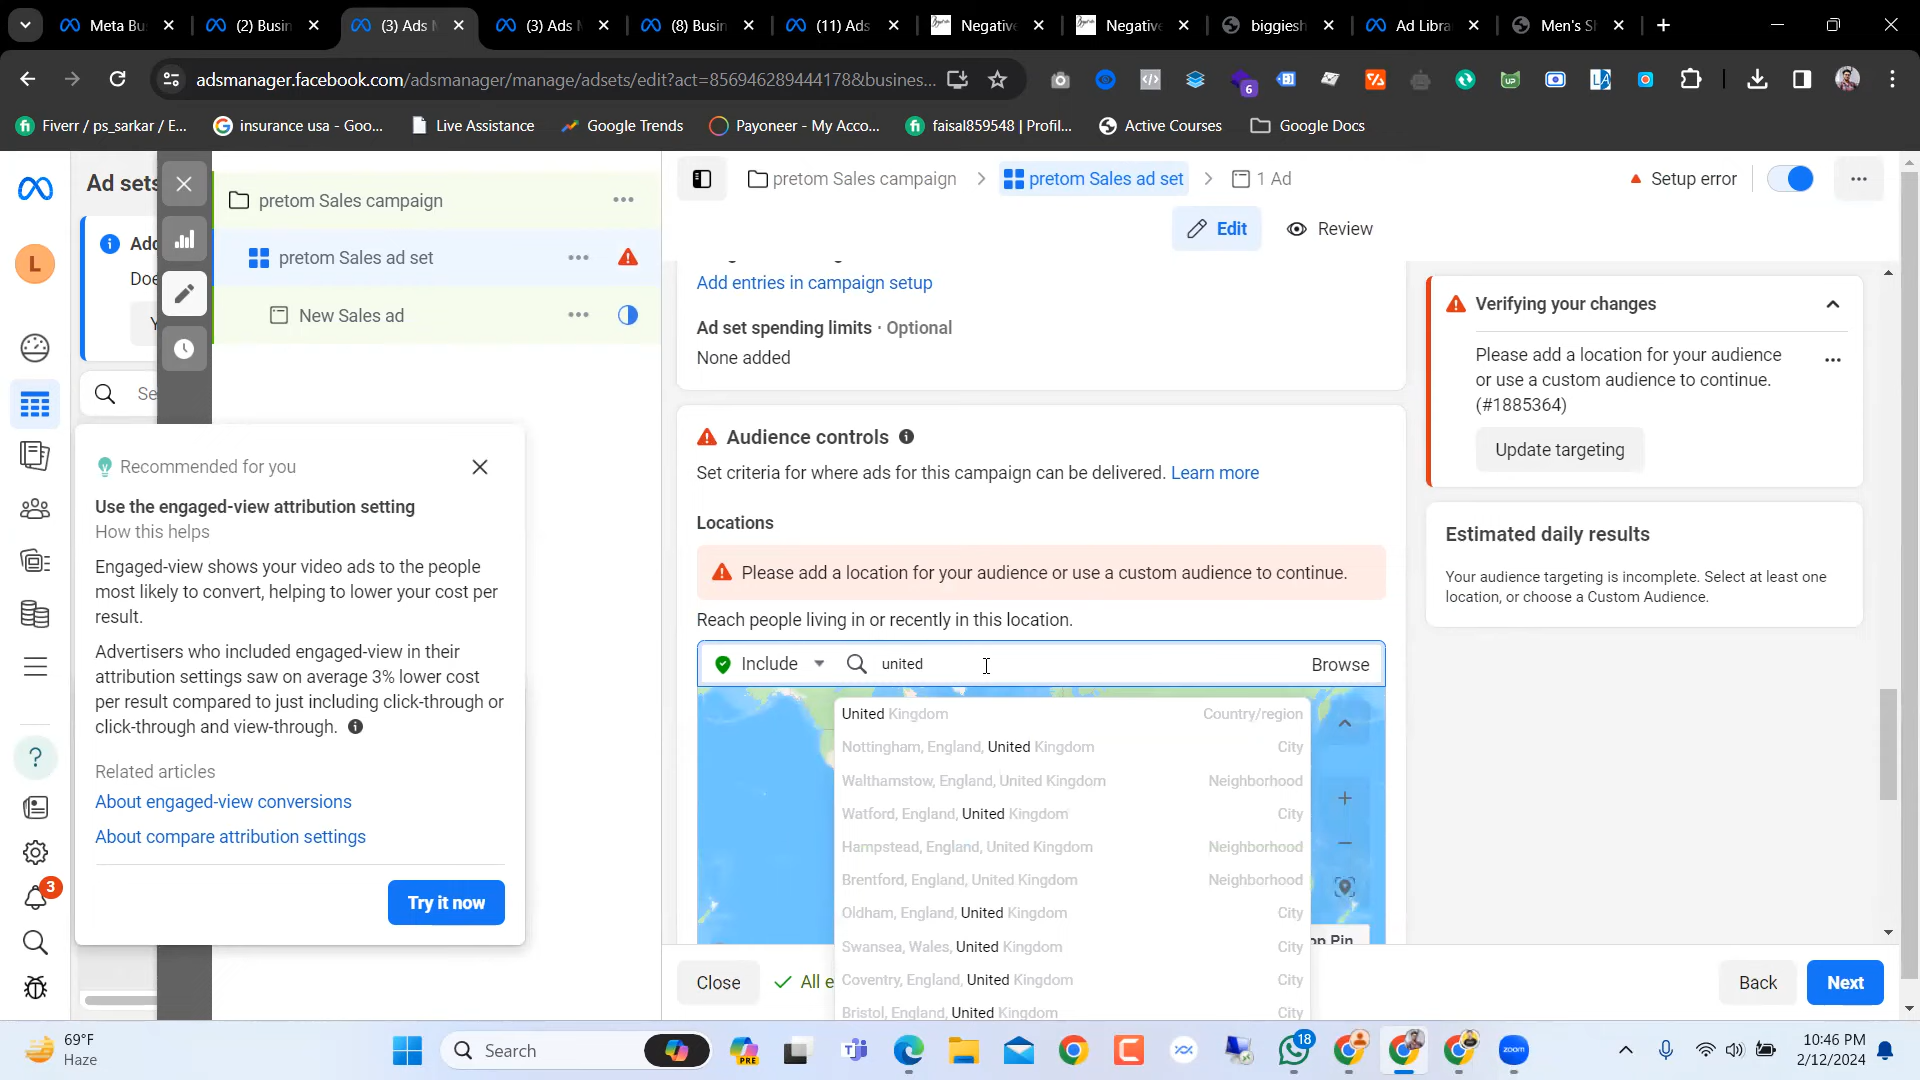 Meta Bu
(2) Busin
(3) Ads M
(3) Ads M
(8) Busin
(11) Ads
Negative
Negative
biggiesh
Ad Libra
Men's Sh
adsmanager.facebook.com/adsmanager/manage/adsets/edit?act=856946289444178&busines...
6
Fiverr / ps_sarkar / E...
insurance usa - Goo...
Live Assistance
Google Trends
Payoneer - My Acco...
faisal859548 | Profil...
Active Courses
Google Docs
Ad sets
pretom Sales campaign
pretom Sales ad set
New Sales ad
Add
Doe
Y
Se
L
pretom Sales campaign
pretom Sales ad set
1 Ad
Setup error
Edit
Review
Add entries in campaign setup
Ad set spending limits · Optional
None added
Audience controls
Set criteria for where ads for this campaign can be delivered. Learn more
Locations
Please add a location for your audience or use a custom audience to continue.
Reach people living in or recently in this location.
Include
united
Browse
United Kingdom Country/region
Nottingham, England, United Kingdom City
Walthamstow, England, United Kingdom Neighborhood
Watford, England, United Kingdom City
Hampstead, England, United Kingdom Neighborhood
Brentford, England, United Kingdom Neighborhood
Oldham, England, United Kingdom City
Swansea, Wales, United Kingdom City
Coventry, England, United Kingdom City
Bristol, England, United Kingdom City
op Pin
Verifying your changes
Please add a location for your audience
or use a custom audience to continue.
(#1885364)
Update targeting
Estimated daily results
Your audience targeting is incomplete. Select at least one
location, or choose a Custom Audience.
Recommended for you
Use the engaged-view attribution setting
How this helps
Engaged-view shows your video ads to the people
most likely to convert, helping to lower your cost per
result.
Advertisers who included engaged-view in their
attribution settings saw on average 3% lower cost
per result compared to just including click-through or
click-through and view-through.
Related articles
About engaged-view conversions
About compare attribution settings
Try it now
3
Close
All e
Back
Next
69°F
Haze
Search
PRE
18
zoom
10:46 PM
2/12/2024